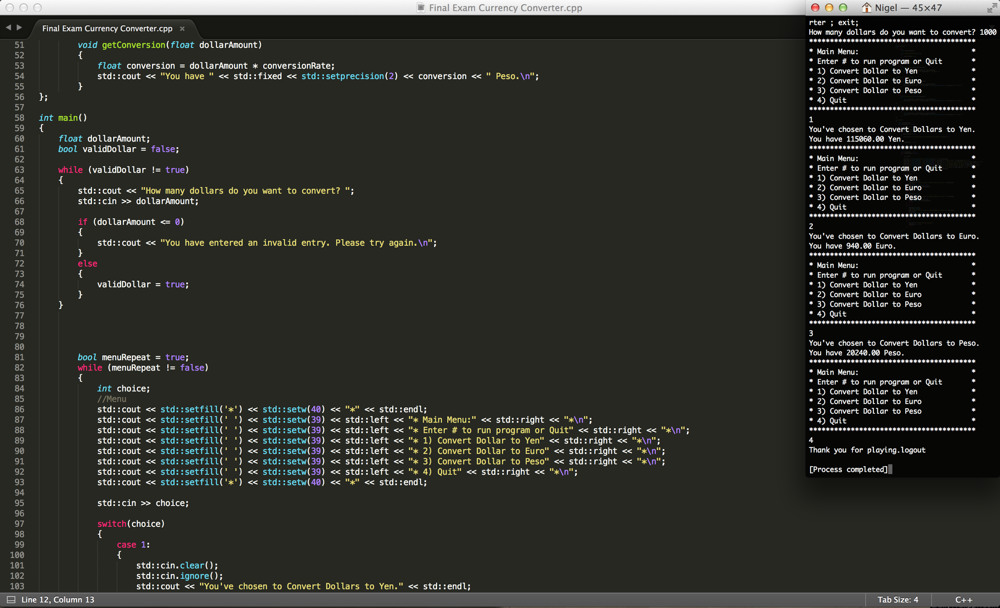 Final Exam Currency Converter.cpp
Final Exam Currency Converter.cpp ×
51 void getConversion(float dollarAmount)
52 {
53 float conversion = dollarAmount * conversionRate;
54 std::cout << "You have " << std::fixed << std::setprecision(2) << conversion << " Peso.\n";
55 }
56 };
57
58 int main()
59 {
60 float dollarAmount;
61 bool validDollar = false;
62
63 while (validDollar != true)
64 {
65 std::cout << "How many dollars do you want to convert? ";
66 std::cin >> dollarAmount;
67
68 if (dollarAmount <= 0)
69 {
70 std::cout << "You have entered an invalid entry. Please try again.\n";
71 }
72 else
73 {
74 validDollar = true;
75 }
76 }
77
78
79
80
81 bool menuRepeat = true;
82 while (menuRepeat != false)
83 {
84 int choice;
85 //Menu
86 std::cout << std::setfill('*') << std::setw(40) << "*" << std::endl;
87 std::cout << std::setfill(' ') << std::setw(39) << std::left << "* Main Menu:" << std::right << "*\n";
88 std::cout << std::setfill(' ') << std::setw(39) << std::left << "* Enter # to run program or Quit" << std::right << "*\n";
89 std::cout << std::setfill(' ') << std::setw(39) << std::left << "* 1) Convert Dollar to Yen" << std::right << "*\n";
90 std::cout << std::setfill(' ') << std::setw(39) << std::left << "* 2) Convert Dollar to Euro" << std::right << "*\n";
91 std::cout << std::setfill(' ') << std::setw(39) << std::left << "* 3) Convert Dollar to Peso" << std::right << "*\n";
92 std::cout << std::setfill(' ') << std::setw(39) << std::left << "* 4) Quit" << std::right << "*\n";
93 std::cout << std::setfill('*') << std::setw(40) << "*" << std::endl;
94
95 std::cin >> choice;
96
97 switch(choice)
98 {
99 case 1:
100 {
101 std::cin.clear();
102 std::cin.ignore();
103 std::cout << "You've chosen to Convert Dollars to Yen." << std::endl;
Line 12, Column 13
Tab Size: 4
C++
Nigel — 45×47
rter ; exit;
How many dollars do you want to convert? 1000
****************************************
* Main Menu: *
* Enter # to run program or Quit *
* 1) Convert Dollar to Yen *
* 2) Convert Dollar to Euro *
* 3) Convert Dollar to Peso *
* 4) Quit *
****************************************
1
You've chosen to Convert Dollars to Yen.
You have 115060.00 Yen.
****************************************
* Main Menu: *
* Enter # to run program or Quit *
* 1) Convert Dollar to Yen *
* 2) Convert Dollar to Euro *
* 3) Convert Dollar to Peso *
* 4) Quit *
****************************************
2
You've chosen to Convert Dollars to Euro.
You have 940.00 Euro.
****************************************
* Main Menu: *
* Enter # to run program or Quit *
* 1) Convert Dollar to Yen *
* 2) Convert Dollar to Euro *
* 3) Convert Dollar to Peso *
* 4) Quit *
****************************************
3
You've chosen to Convert Dollars to Peso.
You have 20240.00 Peso.
****************************************
* Main Menu: *
* Enter # to run program or Quit *
* 1) Convert Dollar to Yen *
* 2) Convert Dollar to Euro *
* 3) Convert Dollar to Peso *
* 4) Quit *
****************************************
4
Thank you for playing.logout

[Process completed]